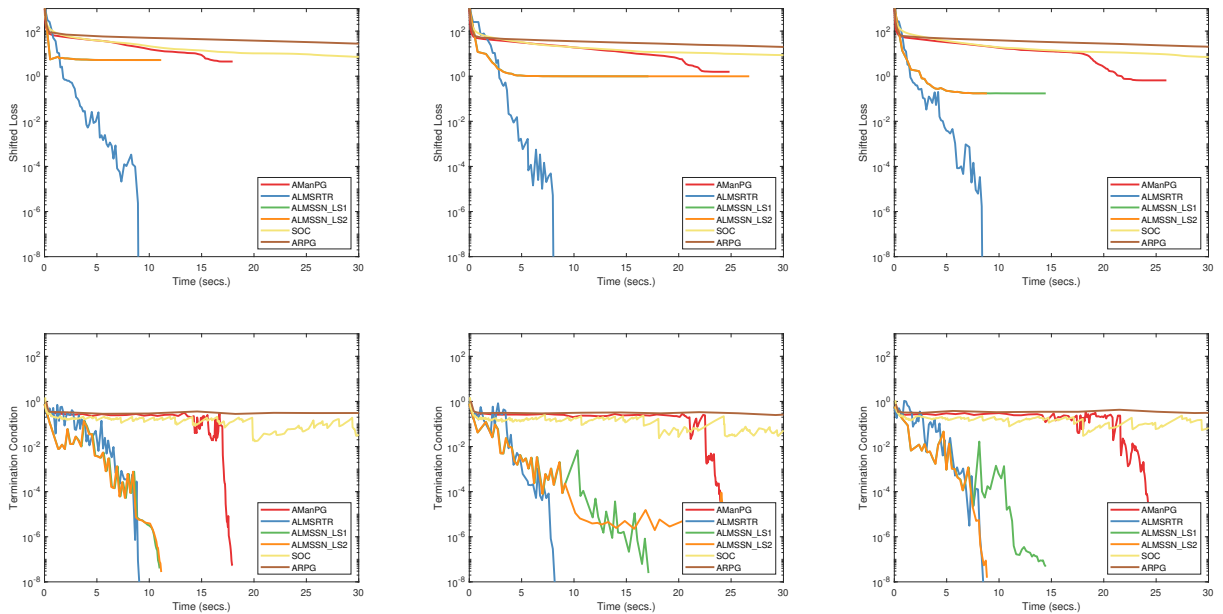 Shifted Loss
10^2
10^0
10^-2
10^-4
10^-6
10^-8
0 5 10 15 20 25 30
Time (secs.)
AManPG
ALMSRTR
ALMSSN_LS1
ALMSSN_LS2
SOC
ARPG
Shifted Loss
10^2
10^0
10^-2
10^-4
10^-6
10^-8
0 5 10 15 20 25 30
Time (secs.)
AManPG
ALMSRTR
ALMSSN_LS1
ALMSSN_LS2
SOC
ARPG
Shifted Loss
10^2
10^0
10^-2
10^-4
10^-6
10^-8
0 5 10 15 20 25 30
Time (secs.)
AManPG
ALMSRTR
ALMSSN_LS1
ALMSSN_LS2
SOC
ARPG
Termination Condition
10^2
10^0
10^-2
10^-4
10^-6
10^-8
0 5 10 15 20 25 30
Time (secs.)
AManPG
ALMSRTR
ALMSSN_LS1
ALMSSN_LS2
SOC
ARPG
Termination Condition
10^2
10^0
10^-2
10^-4
10^-6
10^-8
0 5 10 15 20 25 30
Time (secs.)
AManPG
ALMSRTR
ALMSSN_LS1
ALMSSN_LS2
SOC
ARPG
Termination Condition
10^2
10^0
10^-2
10^-4
10^-6
10^-8
0 5 10 15 20 25 30
Time (secs.)
AManPG
ALMSRTR
ALMSSN_LS1
ALMSSN_LS2
SOC
ARPG